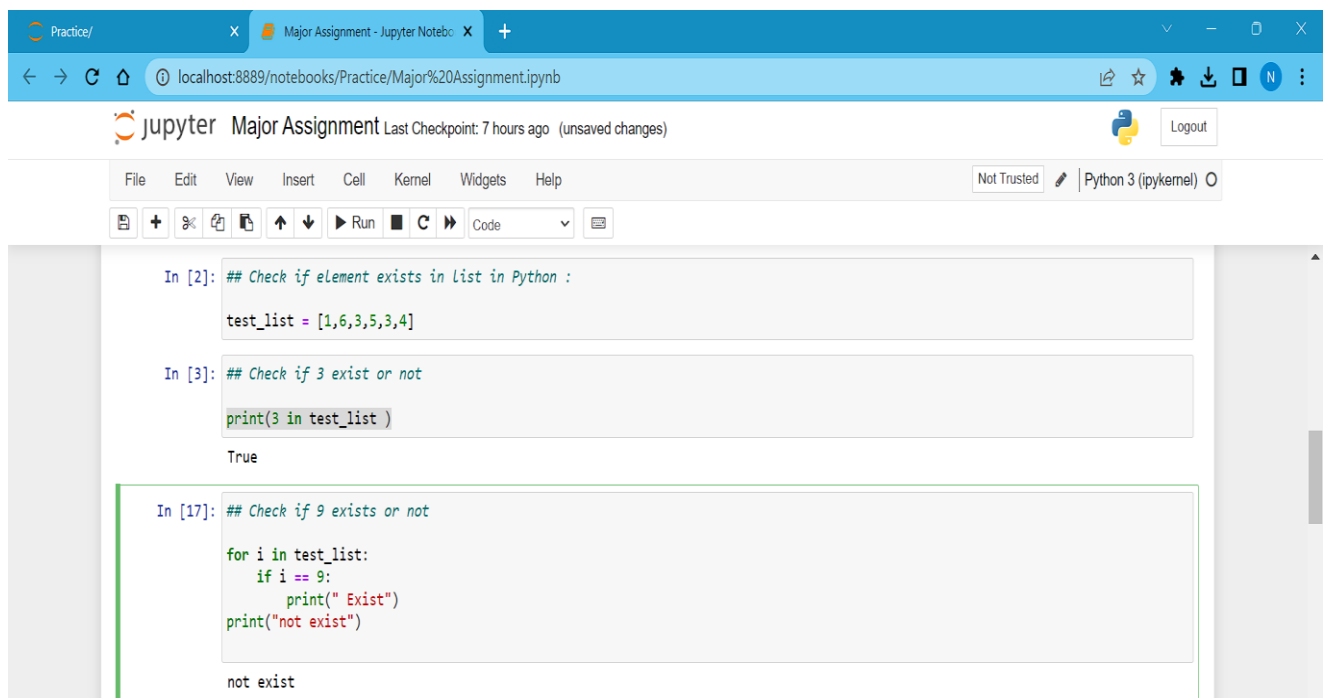 Practice/
Major Assignment - Jupyter Notebo
localhost:8889/notebooks/Practice/Major%20Assignment.ipynb
N
jupyter Major Assignment Last Checkpoint: 7 hours ago (unsaved changes)
Logout
File Edit View Insert Cell Kernel Widgets Help
Not Trusted Python 3 (ipykernel)
Run Code
In [2]: ## Check if element exists in list in Python :
test_list = [1,6,3,5,3,4]
In [3]: ## Check if 3 exist or not
print(3 in test_list )
True
In [17]: ## Check if 9 exists or not
for i in test_list:
    if i == 9:
        print(" Exist")
print("not exist")
not exist